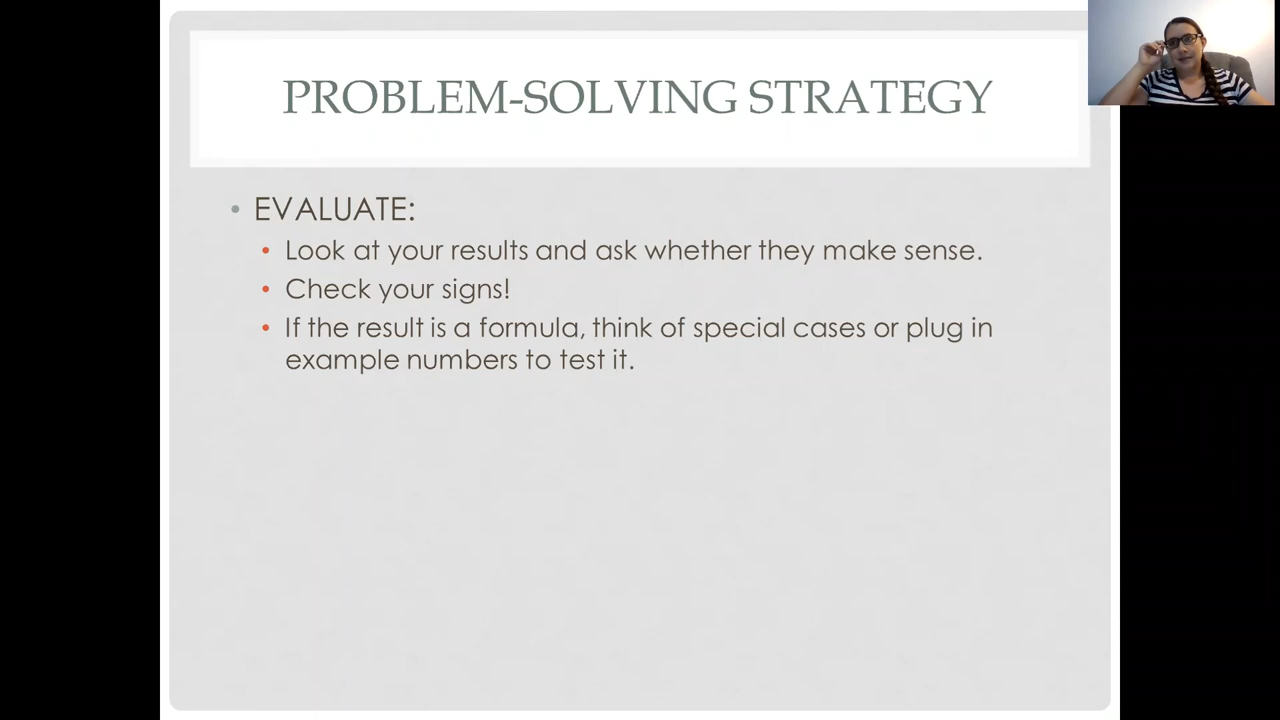 PROBLEM-SOLVING STRATEGY
• EVALUATE:
• Look at your results and ask whether they make sense.
• Check your signs!
• If the result is a formula, think of special cases or plug in
example numbers to test it.